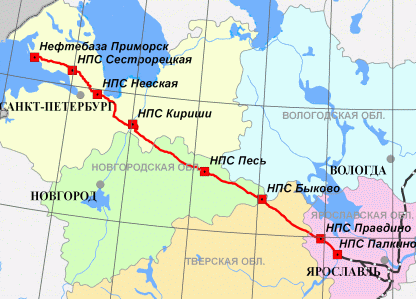 Нефтебаза Приморск
НПС Сестрорецкая
НПС Невская
САНКТ-ПЕТЕРБУРГ
НПС Кириши
ВОЛОГОДСКАЯ ОБЛ.
НПС Песь
НОВГОРОДСКАЯ ОБЛ.
ВОЛОГДА
НПС Быково
НОВГОРОД
ЯРОСЛАВСКАЯ ОБЛ.
НПС Правдино
НПС Палкино
ТВЕРСКАЯ ОБЛ.
ЯРОСЛАВЛЬ